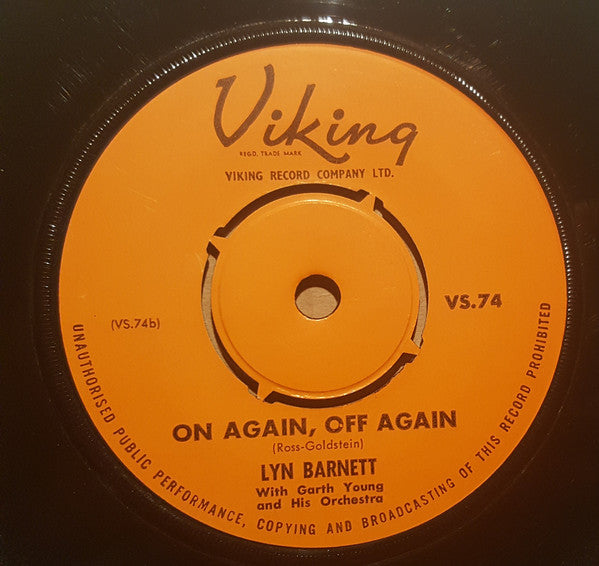 Viking
REGD. TRADE MARK
VIKING RECORD COMPANY LTD.
VS.74
(VS.74b)
ON AGAIN, OFF AGAIN
(Ross-Goldstein)
LYN BARNETT
With Garth Young
and His Orchestra
UNAUTHORISED PUBLIC PERFORMANCE, COPYING AND BROADCASTING OF THIS RECORD PROHIBITED